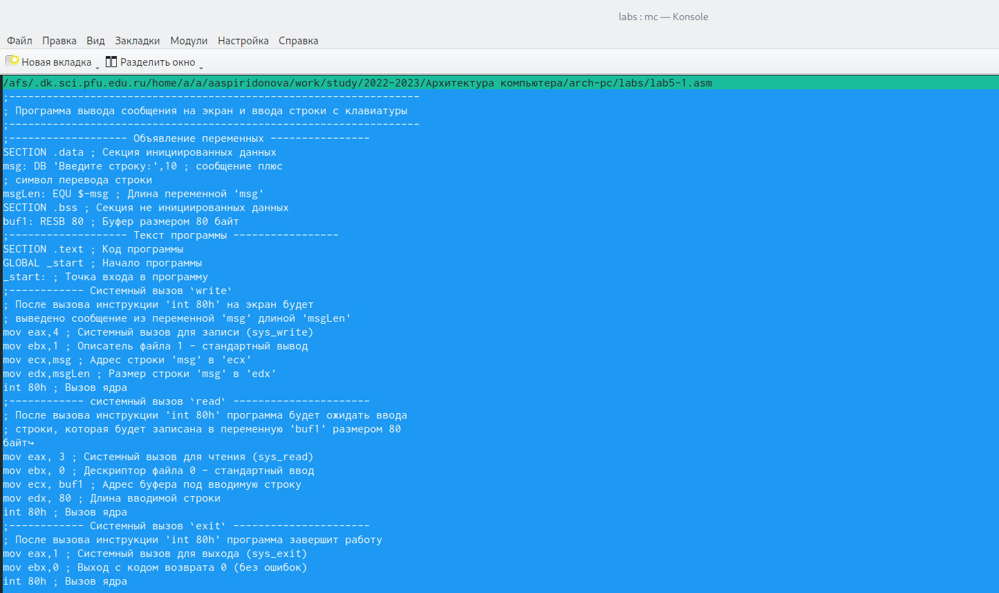 labs : mc — Konsole
Файл Правка Вид Закладки Модули Настройка Справка
Новая вкладка Разделить окно
/afs/.dk.sci.pfu.edu.ru/home/a/a/aaspiridonova/work/study/2022-2023/Архитектура компьютера/arch-pc/labs/lab5-1.asm
;------------------------------------------------------------------
; Программа вывода сообщения на экран и ввода строки с клавиатуры
;------------------------------------------------------------------
;------------------- Объявление переменных ----------------
SECTION .data ; Секция инициированных данных
msg: DB 'Введите строку:',10 ; сообщение плюс
; символ перевода строки
msgLen: EQU $-msg ; Длина переменной 'msg'
SECTION .bss ; Секция не инициированных данных
buf1: RESB 80 ; Буфер размером 80 байт
;------------------- Текст программы -----------------
SECTION .text ; Код программы
GLOBAL _start ; Начало программы
_start: ; Точка входа в программу
;------------ Системный вызов `write`
; После вызова инструкции 'int 80h' на экран будет
; выведено сообщение из переменной 'msg' длиной 'msgLen'
mov eax,4 ; Системный вызов для записи (sys_write)
mov ebx,1 ; Описатель файла 1 - стандартный вывод
mov ecx,msg ; Адрес строки 'msg' в 'ecx'
mov edx,msgLen ; Размер строки 'msg' в 'edx'
int 80h ; Вызов ядра
;------------ системный вызов `read` ----------------------
; После вызова инструкции 'int 80h' программа будет ожидать ввода
; строки, которая будет записана в переменную 'buf1' размером 80
байт↪
mov eax, 3 ; Системный вызов для чтения (sys_read)
mov ebx, 0 ; Дескриптор файла 0 - стандартный ввод
mov ecx, buf1 ; Адрес буфера под вводимую строку
mov edx, 80 ; Длина вводимой строки
int 80h ; Вызов ядра
;------------ Системный вызов `exit` ----------------------
; После вызова инструкции 'int 80h' программа завершит работу
mov eax,1 ; Системный вызов для выхода (sys_exit)
mov ebx,0 ; Выход с кодом возврата 0 (без ошибок)
int 80h ; Вызов ядра